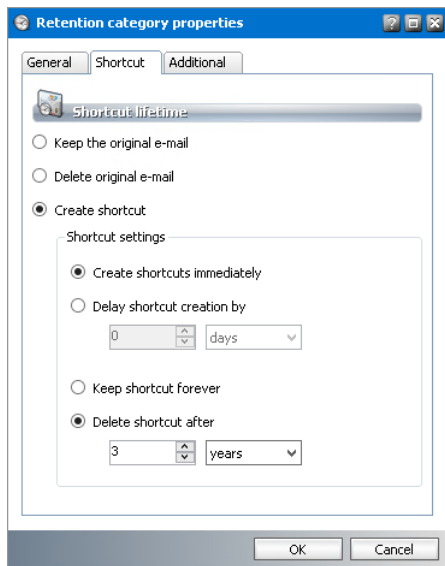 Retention category properties
General Shortcut Additional
Shortcut lifetime
Keep the original e-mail
Delete original e-mail
Create shortcut
Shortcut settings
Create shortcuts immediately
Delay shortcut creation by
0 days
Keep shortcut forever
Delete shortcut after
3 years
OK Cancel